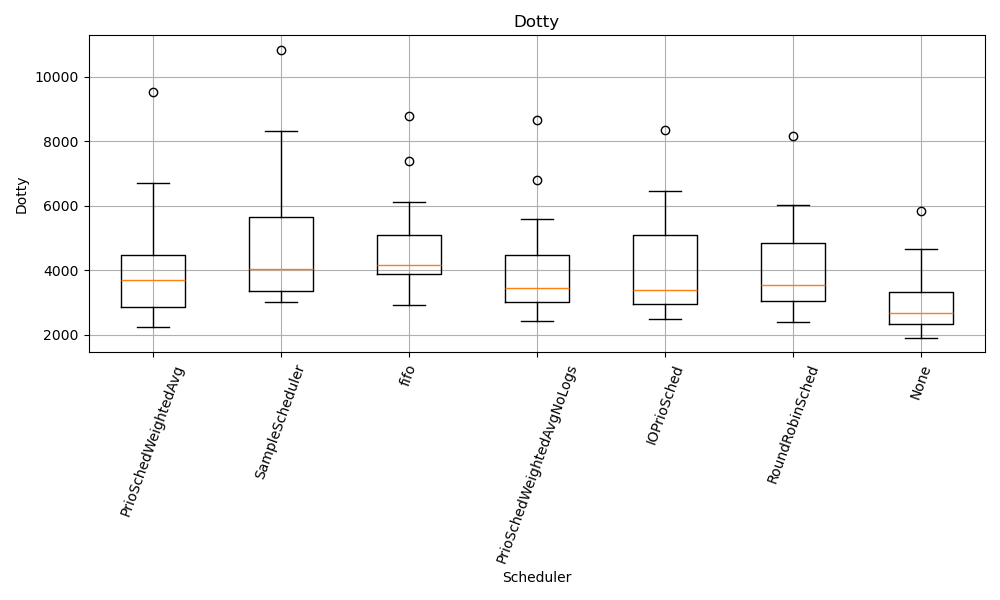 Dotty
10000
8000
6000
4000
2000
Dotty
PrioSchedWeightedAvg
SampleScheduler
fifo
PrioSchedWeightedAvgNoLogs
IOPrioSched
RoundRobinSched
None
Scheduler